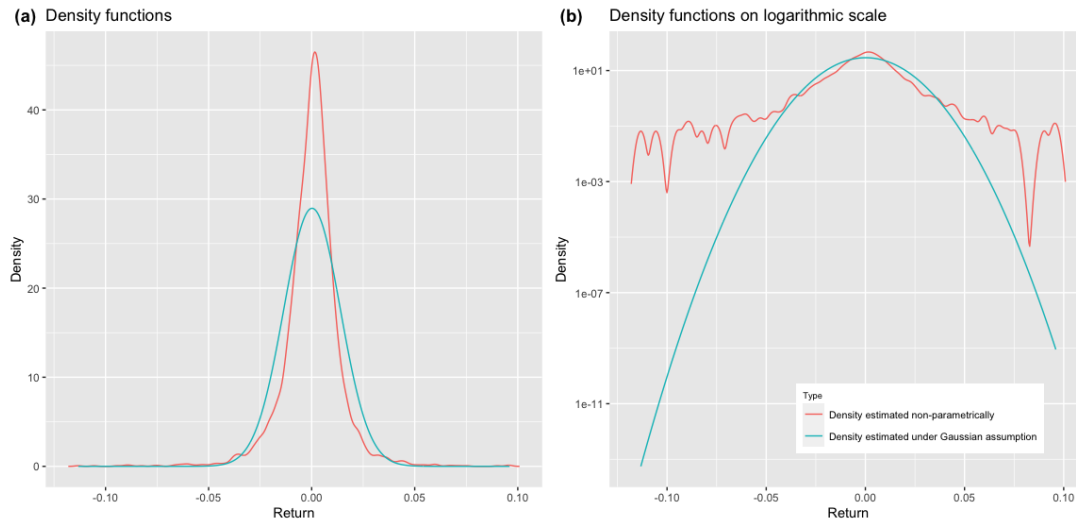 (a) Density functions
40
30
20
10
0
-0.10 -0.05 0.00 0.05 0.10
Return
Density
(b) Density functions on logarithmic scale
1e+01
1e-03
1e-07
1e-11
-0.10 -0.05 0.00 0.05 0.10
Return
Density
Type
Density estimated non-parametrically
Density estimated under Gaussian assumption